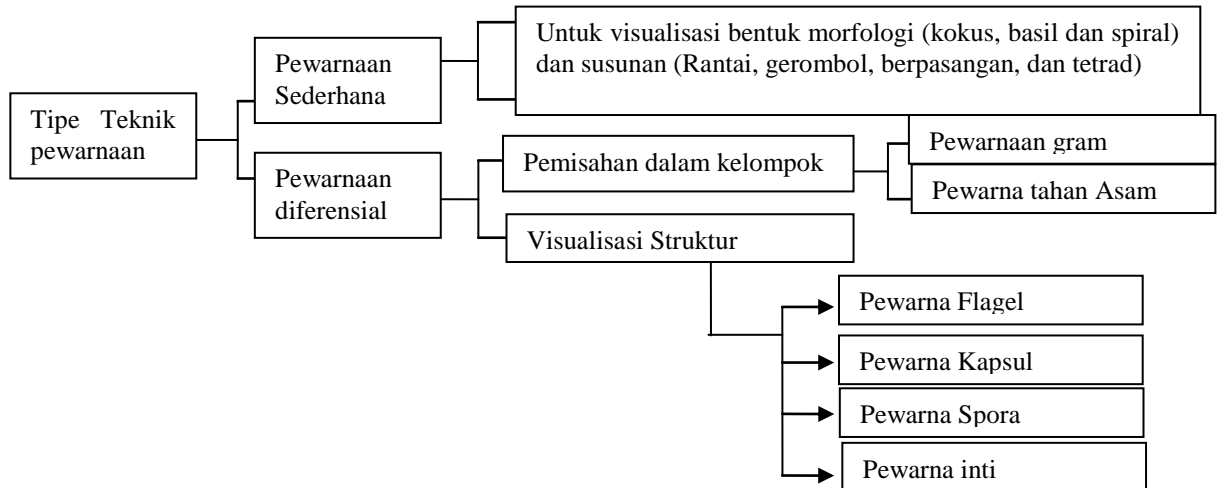 Untuk visualisasi bentuk morfologi (kokus, basil dan spiral)
dan susunan (Rantai, gerombol, berpasangan, dan tetrad)
Pewarnaan
Sederhana
Tipe Teknik
pewarnaan
Pewarnaan
diferensial
Pemisahan dalam kelompok
Pewarnaan gram
Pewarna tahan Asam
Visualisasi Struktur
Pewarna Flagel
Pewarna Kapsul
Pewarna Spora
Pewarna inti